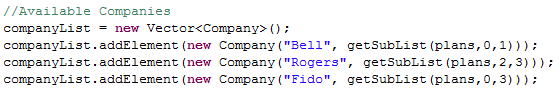 //Available Companies
companyList = new Vector<Company>();
companyList.addElement(new Company("Bell", getSubList(plans,0,1)));
companyList.addElement(new Company("Rogers", getSubList(plans,2,3)));
companyList.addElement(new Company("Fido", getSubList(plans,0,3)));